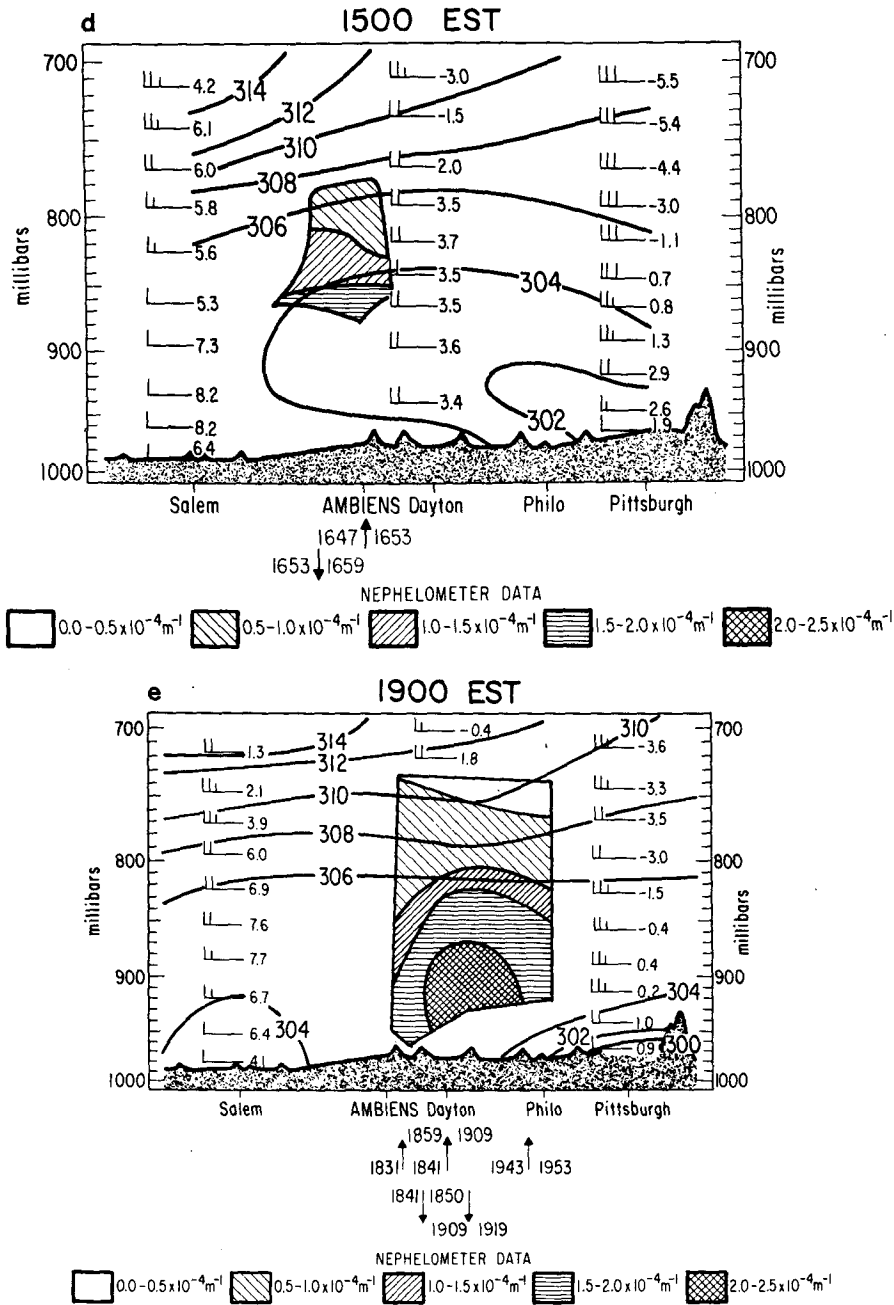 d 1500 EST
700 700
4.2 314 -3.0 -5.5
312
6.1 -1.5 -5.4
310
6.0 2.0 -4.4
308
5.8 3.5 -3.0
800 306 800
5.6 3.7 -1.1
3.5 304 0.7
5.3 3.5 0.8
7.3 3.6 1.3
900 900
2.9
8.2 3.4 2.6
302
8.2 1.9
6.4
1000 1000
millibars
millibars
Salem AMBIENS Dayton Philo Pittsburgh
1647 1653
1653 1659
NEPHELOMETER DATA
0.0-0.5x10-4m-1 0.5-1.0x10-4m-1 1.0-1.5x10-4m-1 1.5-2.0x10-4m-1 2.0-2.5x10-4m-1
e 1900 EST
700 -0.4 310 700
1.3 314 1.8 -3.6
312
2.1 310 -3.3
3.9 -3.5
308
6.0 -3.0
800 800
306
6.9 -1.5
7.6 -0.4
7.7 0.4
900 900
6.7 0.2 304
6.4 304 1.0
302
4.1 0.9 300
1000 1000
millibars
millibars
Salem AMBIENS Dayton Philo Pittsburgh
1859 1909
1831 1841 1943 1953
1841 1850
1909 1919
NEPHELOMETER DATA
0.0-0.5x10-4m-1 0.5-1.0x10-4m-1 1.0-1.5x10-4m-1 1.5-2.0x10-4m-1 2.0-2.5x10-4m-1